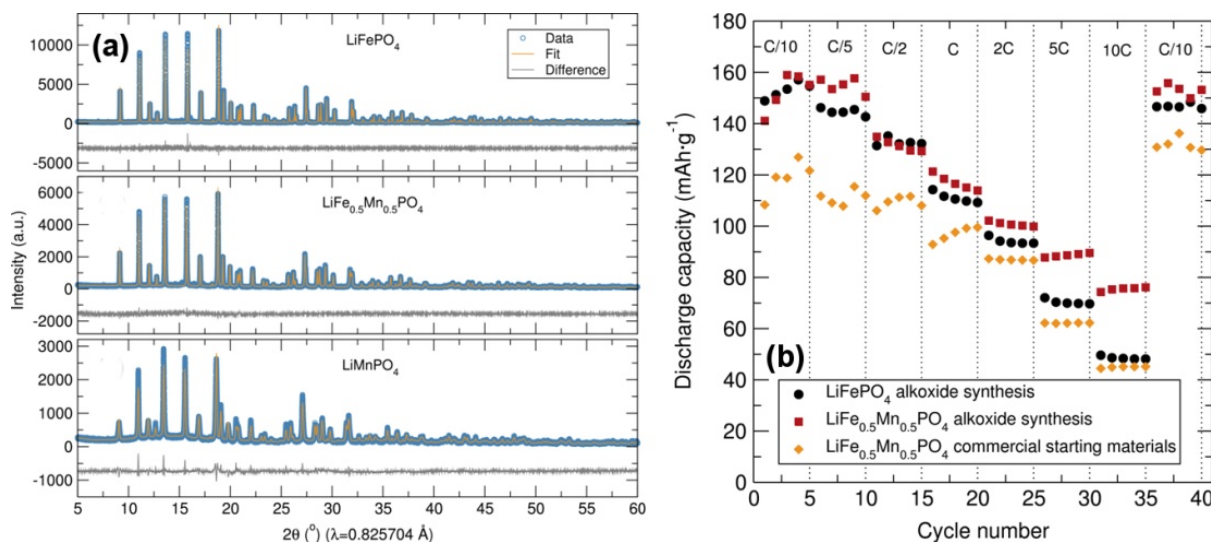 (a)
LiFePO4
Data
Fit
Difference
10000
5000
0
-5000
LiFe0.5Mn0.5PO4
6000
4000
2000
0
-2000
LiMnPO4
3000
2000
1000
0
-1000
Intensity (a.u.)
5 10 15 20 25 30 35 40 45 50 55 60
2θ (°) (λ=0.825704 Å)
C/10 C/5 C/2 C 2C 5C 10C C/10
180
160
140
120
100
80
60
40
20
0
Discharge capacity (mAh·g-1)
(b)
LiFePO4 alkoxide synthesis
LiFe0.5Mn0.5PO4 alkoxide synthesis
LiFe0.5Mn0.5PO4 commercial starting materials
0 5 10 15 20 25 30 35 40
Cycle number